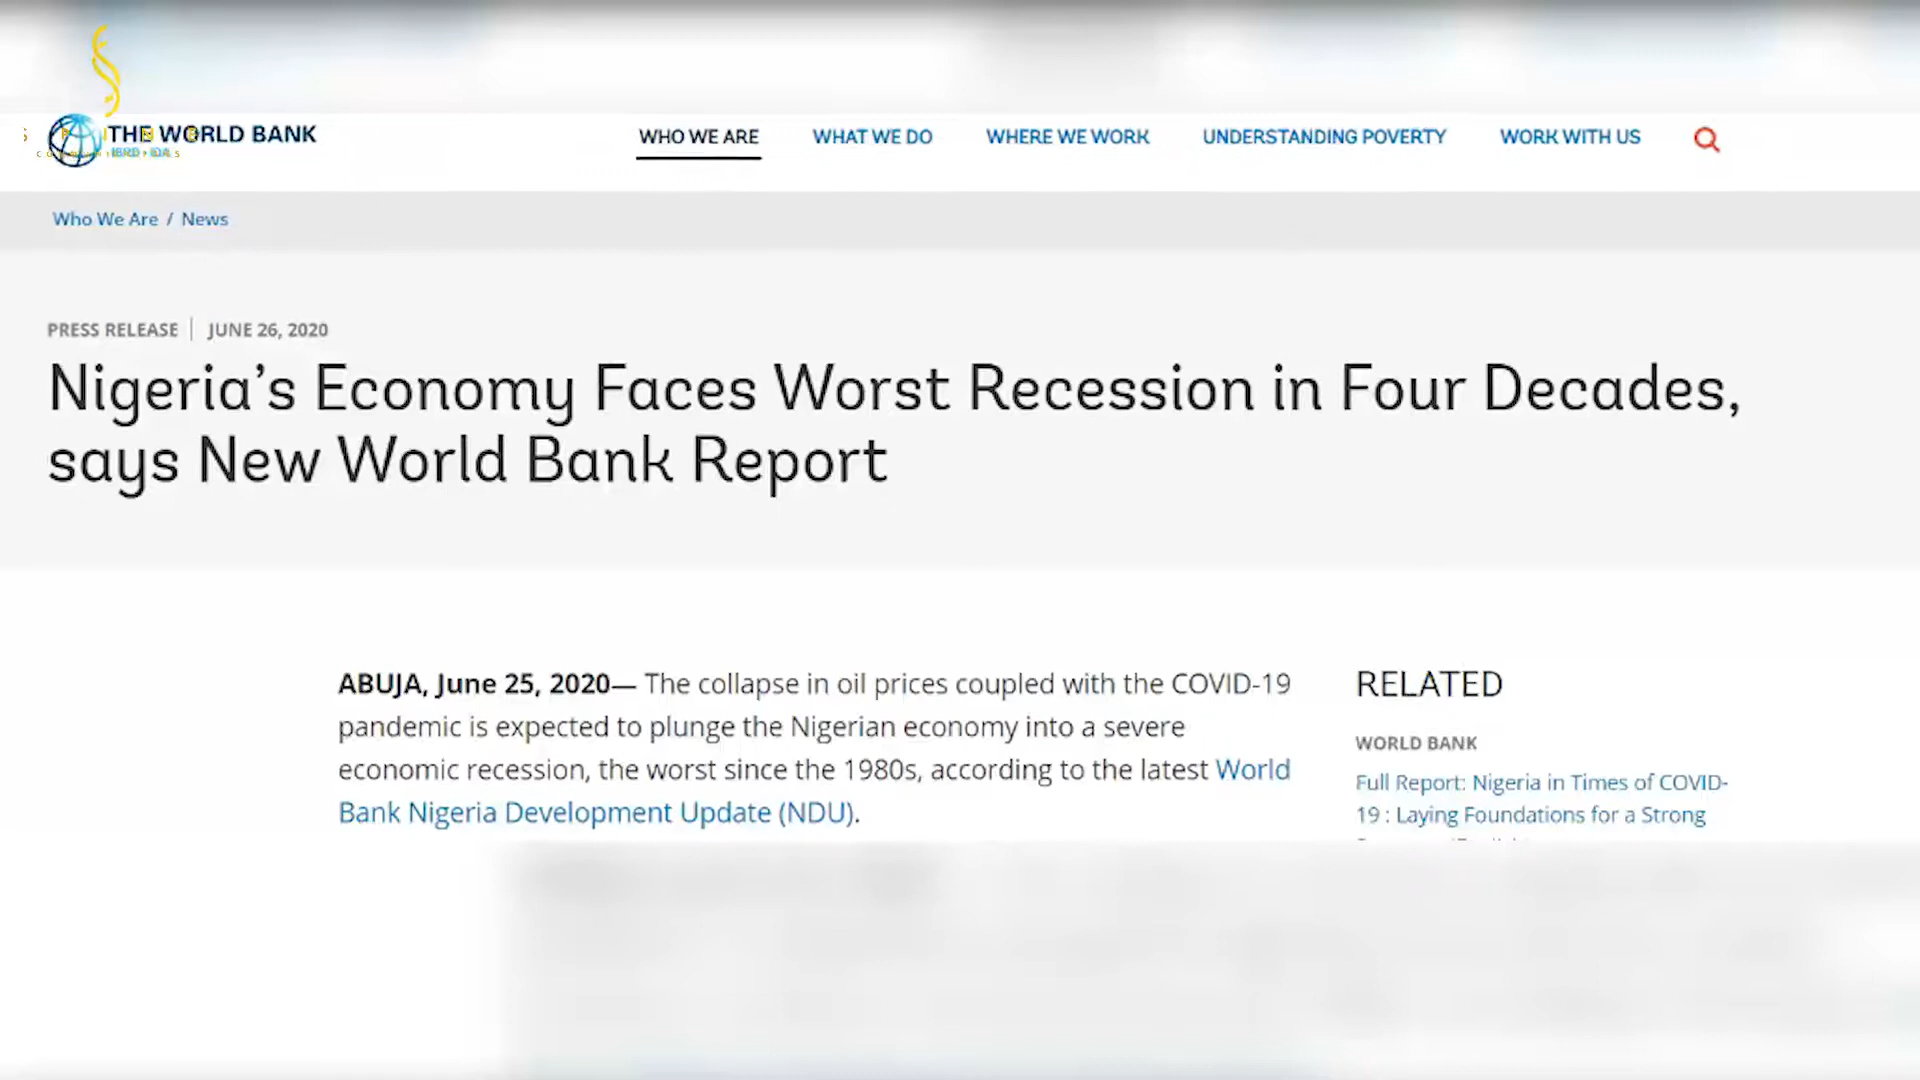 THE WORLD BANK
IBRD • IDA
WHO WE ARE
WHAT WE DO
WHERE WE WORK
UNDERSTANDING POVERTY
WORK WITH US
Who We Are / News
PRESS RELEASE | JUNE 26, 2020
Nigeria’s Economy Faces Worst Recession in Four Decades,
says New World Bank Report
ABUJA, June 25, 2020— The collapse in oil prices coupled with the COVID-19
pandemic is expected to plunge the Nigerian economy into a severe
economic recession, the worst since the 1980s, according to the latest World
Bank Nigeria Development Update (NDU).
RELATED
WORLD BANK
Full Report: Nigeria in Times of COVID-
19 : Laying Foundations for a Strong